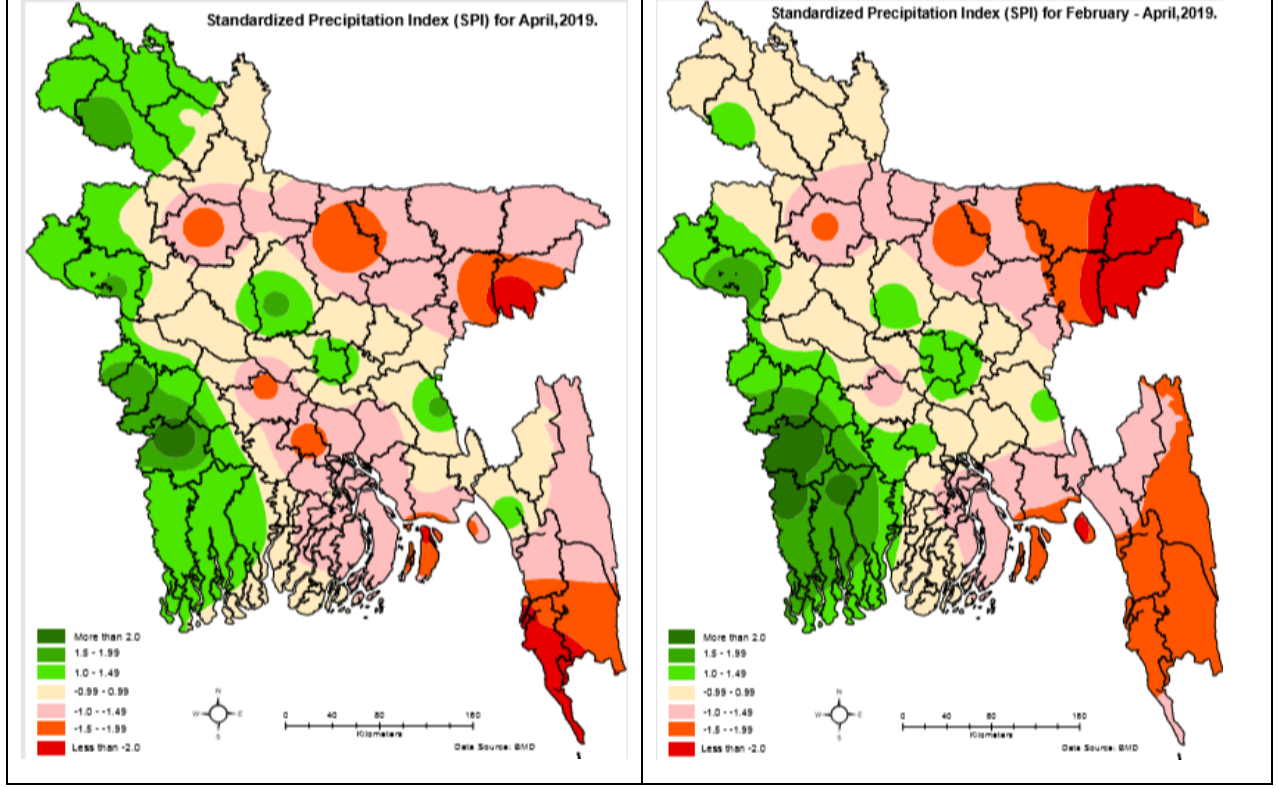 Standardized Precipitation Index (SPI) for April,2019.
More than 2.0
1.5 - 1.99
1.0 - 1.49
-0.99 - 0.99
-1.0 - -1.49
-1.5 - -1.99
Less than -2.0
N
W E
S
0 40 80 160
Kilometers
Data Source: BMD
Standardized Precipitation Index (SPI) for February - April,2019.
More than 2.0
1.5 - 1.99
1.0 - 1.49
-0.99 - 0.99
-1.0 - -1.49
-1.5 - -1.99
Less than -2.0
N
W E
S
0 40 80 160
Kilometers
Data Source: BMD